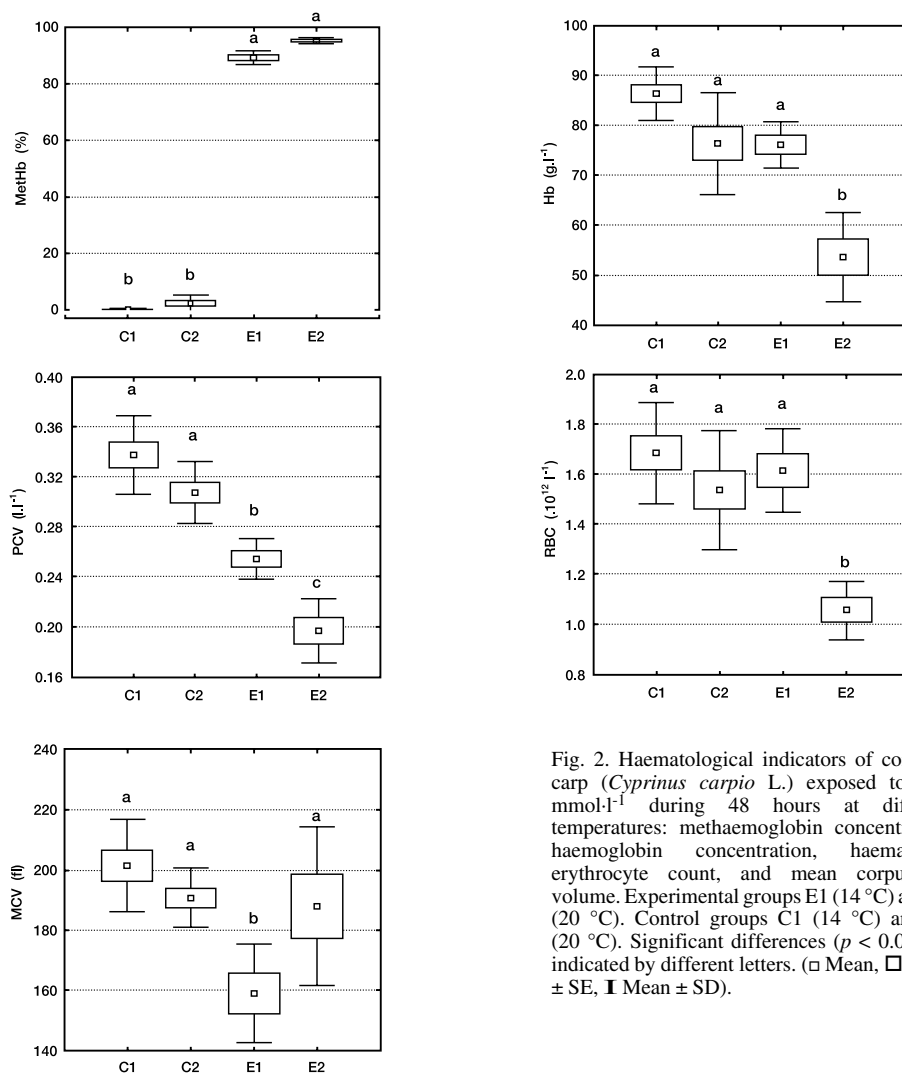 a
a
b
b
100
80
60
40
20
0
MetHb (%)
C1 C2 E1 E2
a
a
a
b
100
90
80
70
60
50
40
Hb (g.l-1)
C1 C2 E1 E2
a
a
b
c
0.40
0.36
0.32
0.28
0.24
0.20
0.16
PCV (l.l-1)
C1 C2 E1 E2
a
a
a
b
2.0
1.8
1.6
1.4
1.2
1.0
0.8
RBC (.10¹² l-1)
C1 C2 E1 E2
a
a
b
a
240
220
200
180
160
140
MCV (fl)
C1 C2 E1 E2
Fig. 2. Haematological indicators of co
carp (Cyprinus carpio L.) exposed to
mmol·l-1 during 48 hours at dif
temperatures: methaemoglobin concent
haemoglobin concentration, haema
erythrocyte count, and mean corpu
volume. Experimental groups E1 (14 °C) a
(20 °C). Control groups C1 (14 °C) an
(20 °C). Significant differences (p < 0.0
indicated by different letters. (□ Mean, □
± SE, I Mean ± SD).